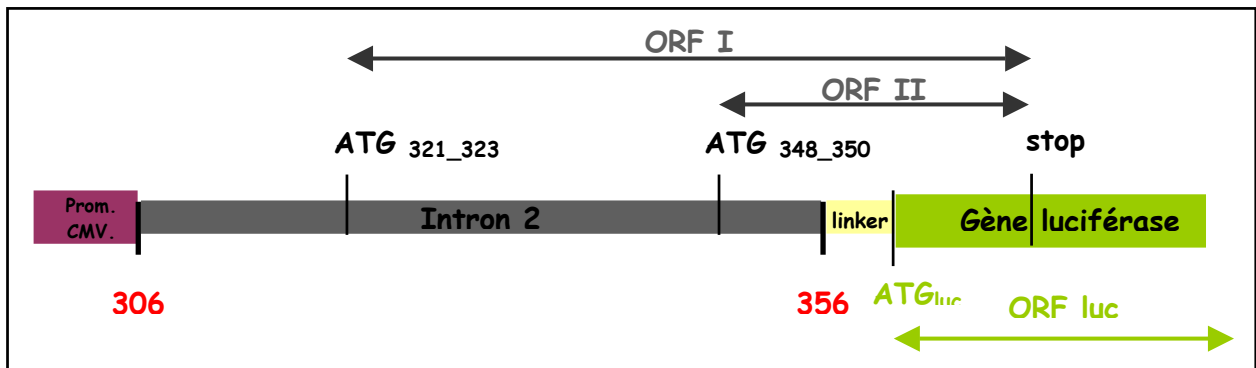 ORF I
ORF II
ATG 321_323
ATG 348_350
stop
Prom.
CMV.
Intron 2
linker
Gène luciférase
306
356
ATGluc
ORF luc